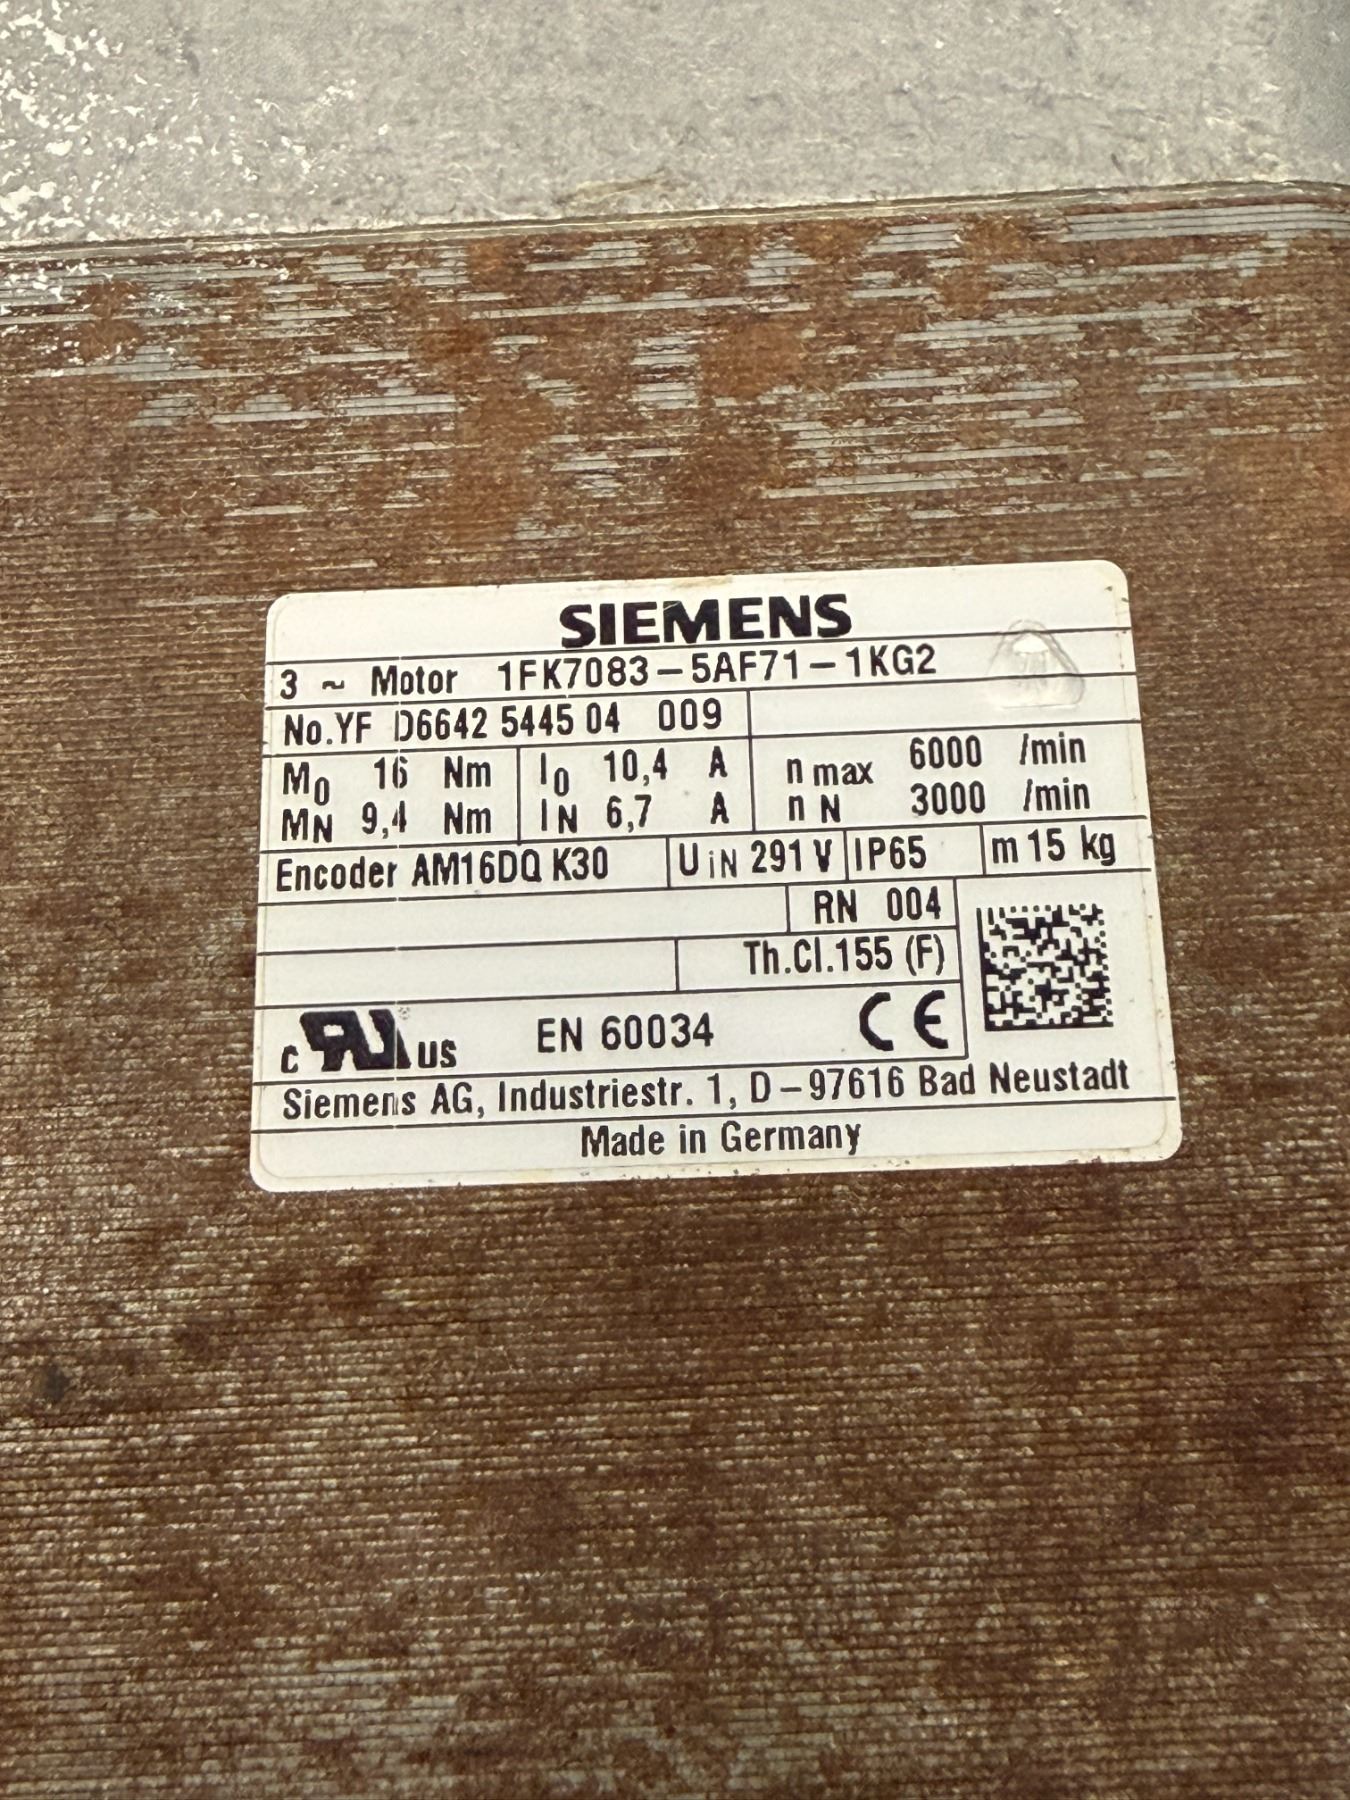 SIEMENS
3 ~ Motor 1FK7083-5AF71-1KG2
No.YF D6642 5445 04 009
M0 16 Nm I0 10,4 A n max 6000 /min
MN 9,4 Nm IN 6,7 A n N 3000 /min
Encoder AM16DQ K30 UiN 291 V IP65 m 15 kg
RN 004
Th.Cl.155 (F)
c RU US EN 60034 CE
Siemens AG, Industriestr. 1, D-97616 Bad Neustadt
Made in Germany